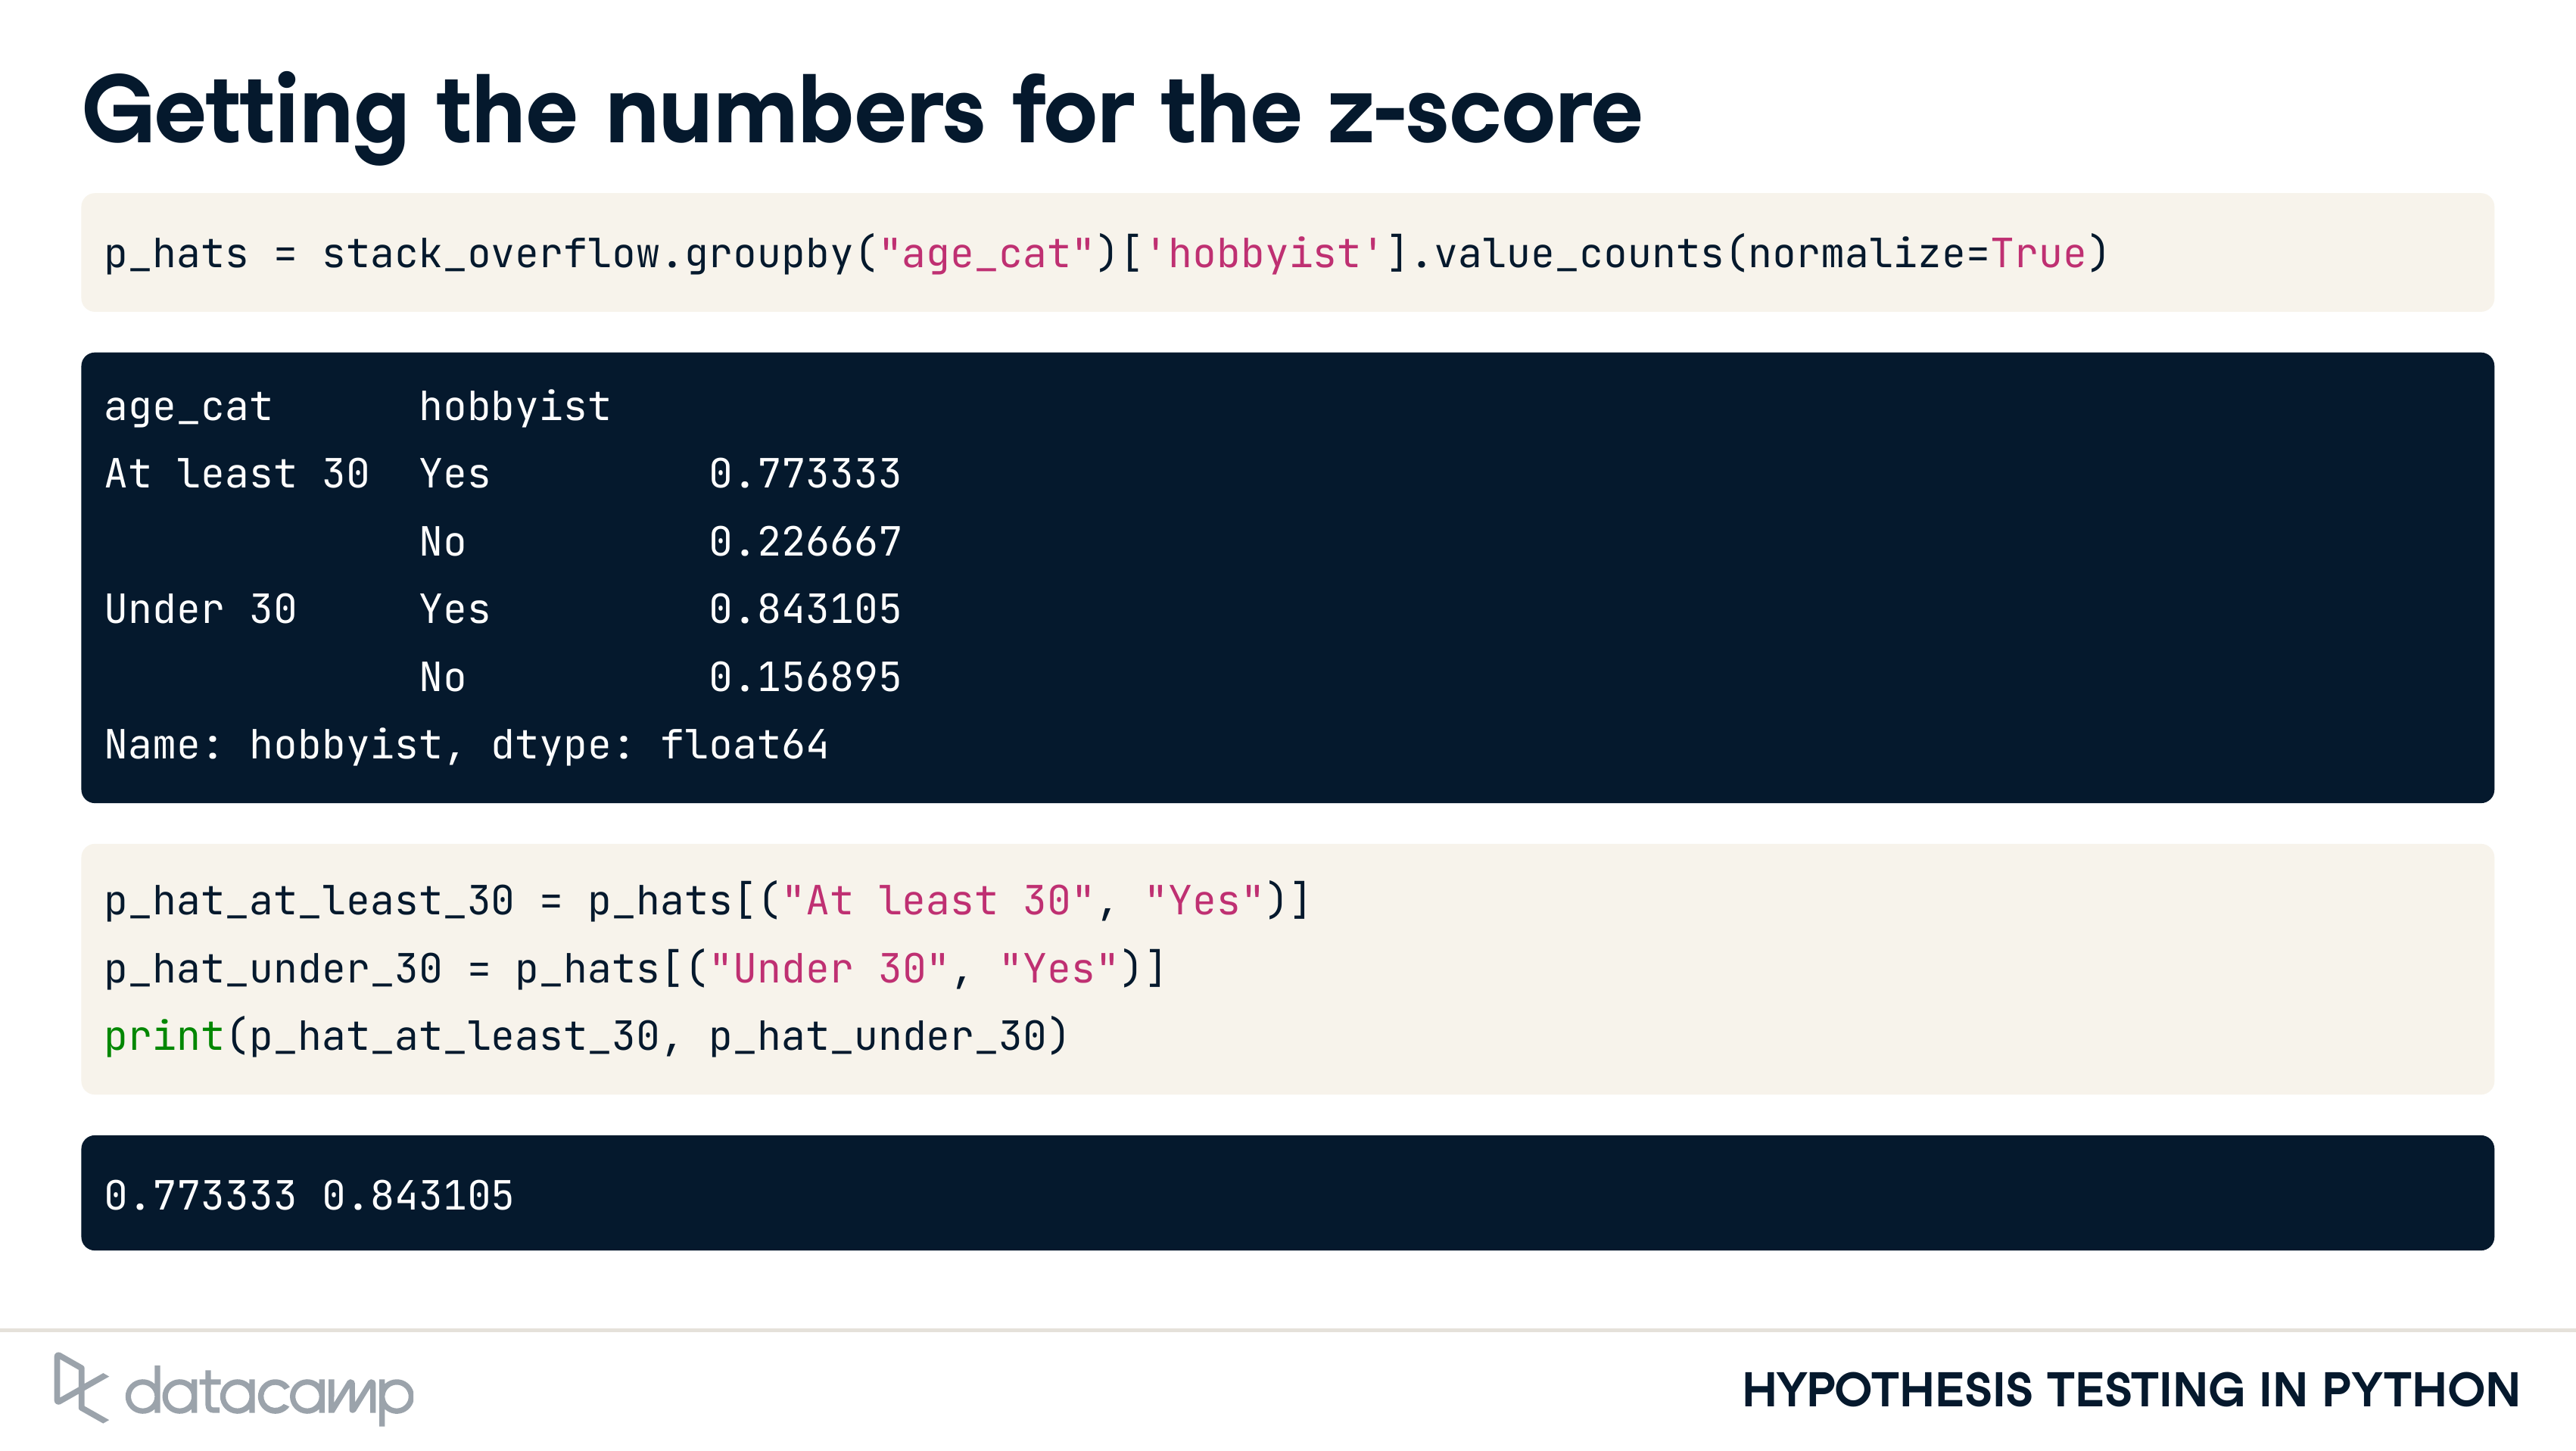 Getting the numbers for the z-score
p_hats = stack_overflow.groupby("age_cat")['hobbyist'].value_counts(normalize=True)
age_cat      hobbyist
At least 30  Yes         0.773333
             No          0.226667
Under 30     Yes         0.843105
             No          0.156895
Name: hobbyist, dtype: float64
p_hat_at_least_30 = p_hats[("At least 30", "Yes")]
p_hat_under_30 = p_hats[("Under 30", "Yes")]
print(p_hat_at_least_30, p_hat_under_30)
0.773333 0.843105
datacamp
HYPOTHESIS TESTING IN PYTHON